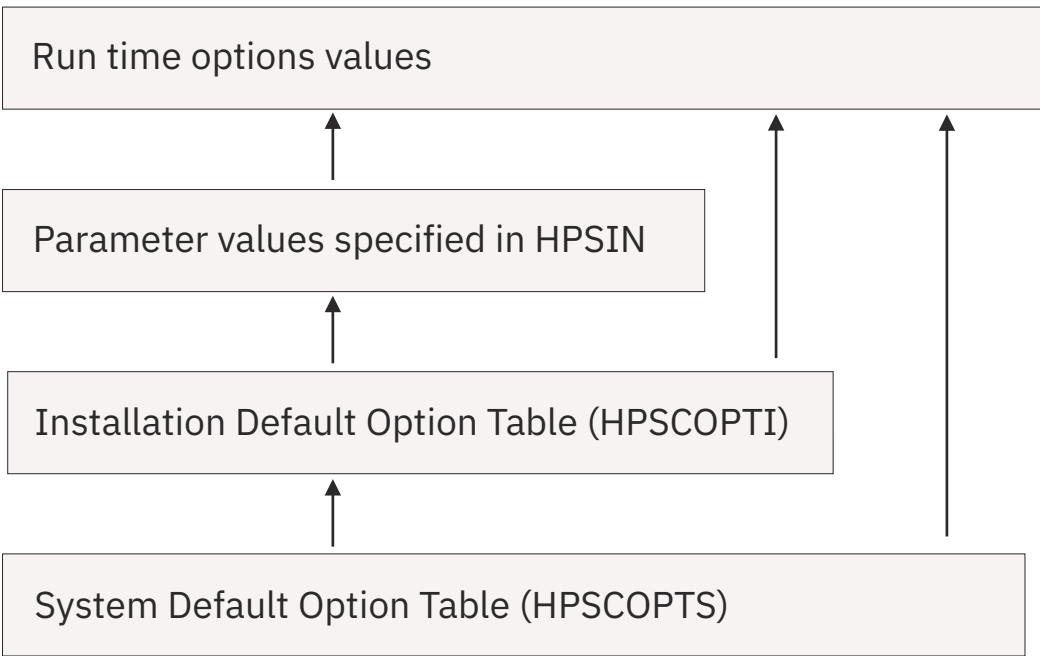 Run time options values
Parameter values specified in HPSIN
Installation Default Option Table (HPSCOPTI)
System Default Option Table (HPSCOPTS)